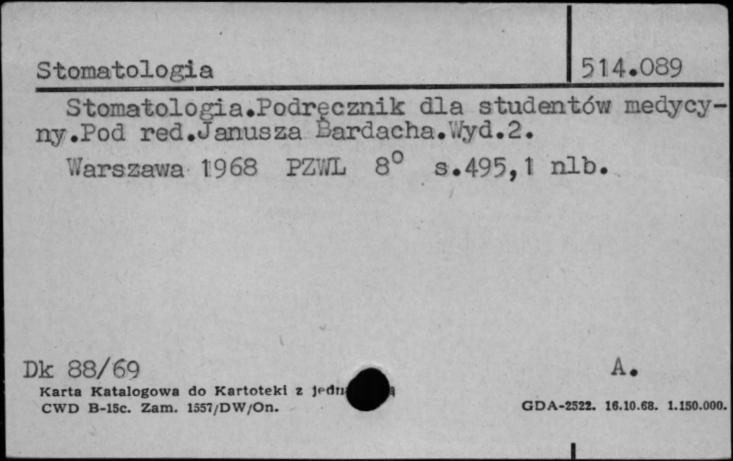 Stomatologia 514.089
Stomatologia.Podręcznik dla studentów medycy-
ny.Pod red.Janusza Bardacha.Wyd.2.
Warszawa 1968 PZWL 8° s.495,1 nlb.
Dk 88/69 A.
Karta Katalogowa do Kartoteki z
CWD B-15c. Zam. 1557/DW/On. GDA-2522. 16.10.68. 1.150.000.